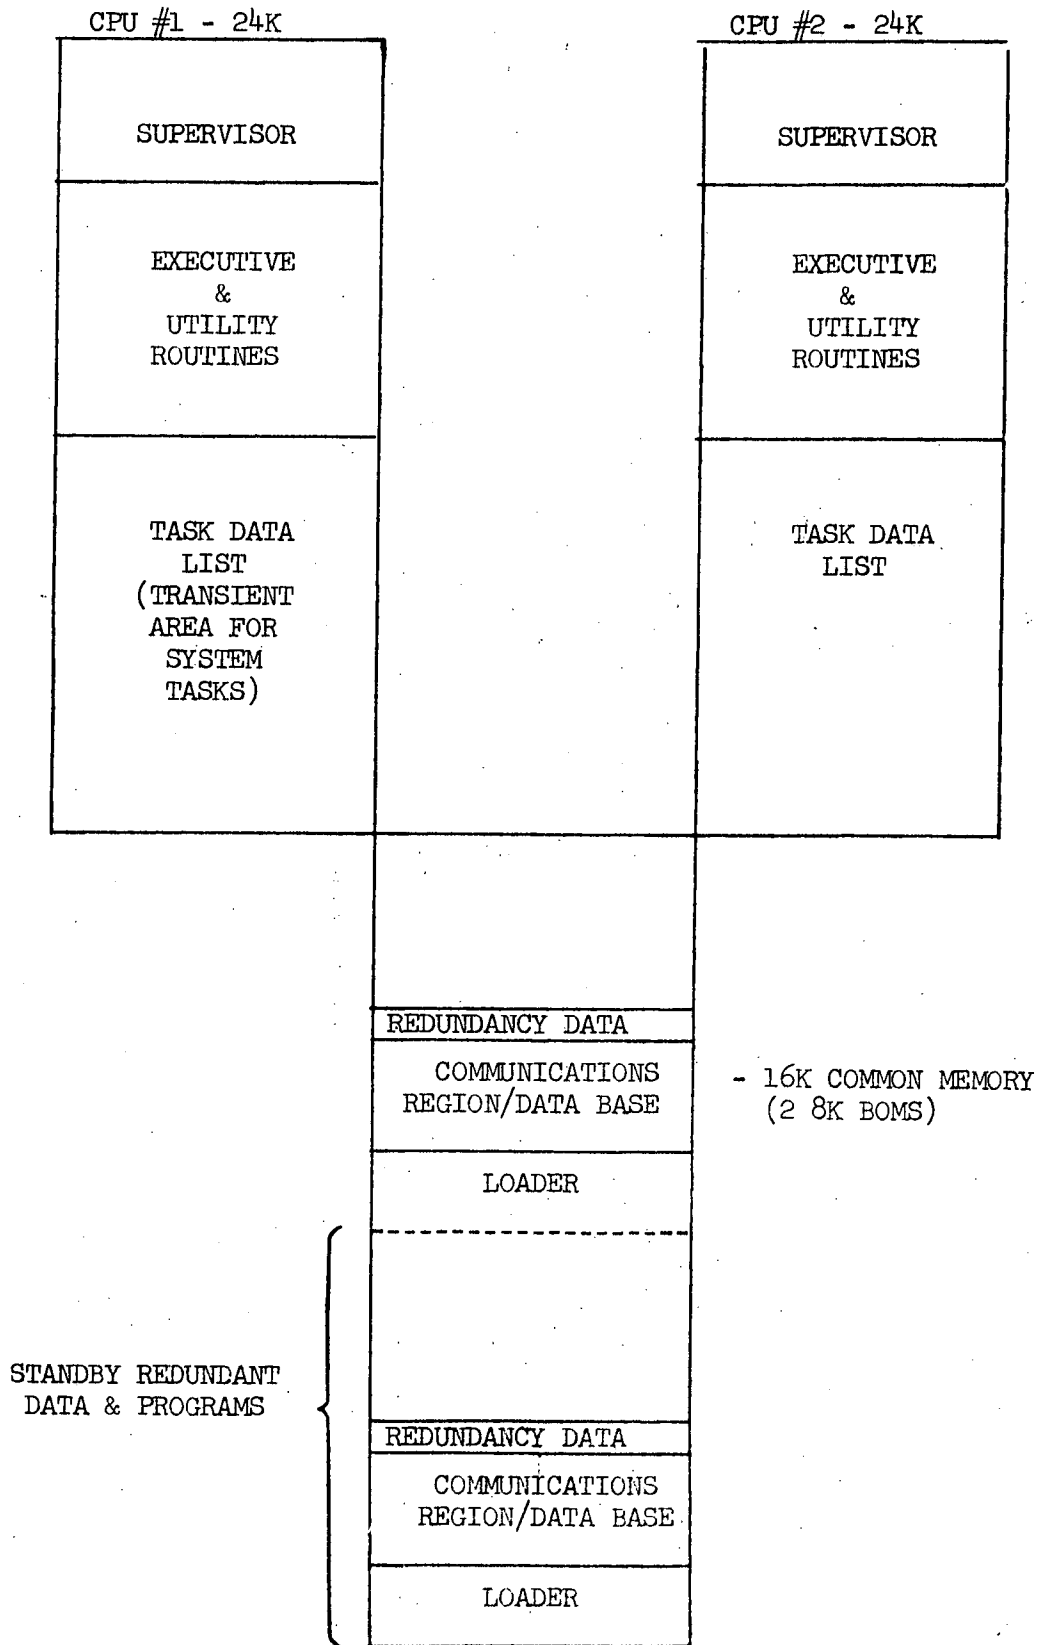 CPU #1 - 24K
SUPERVISOR
EXECUTIVE
&
UTILITY
ROUTINES
TASK DATA
LIST
(TRANSIENT
AREA FOR
SYSTEM
TASKS)
CPU #2 - 24K
SUPERVISOR
EXECUTIVE
&
UTILITY
ROUTINES
TASK DATA
LIST
REDUNDANCY DATA
COMMUNICATIONS
REGION/DATA BASE
- 16K COMMON MEMORY
(2 8K BOMS)
LOADER
STANDBY REDUNDANT
DATA & PROGRAMS
REDUNDANCY DATA
COMMUNICATIONS
REGION/DATA BASE
LOADER